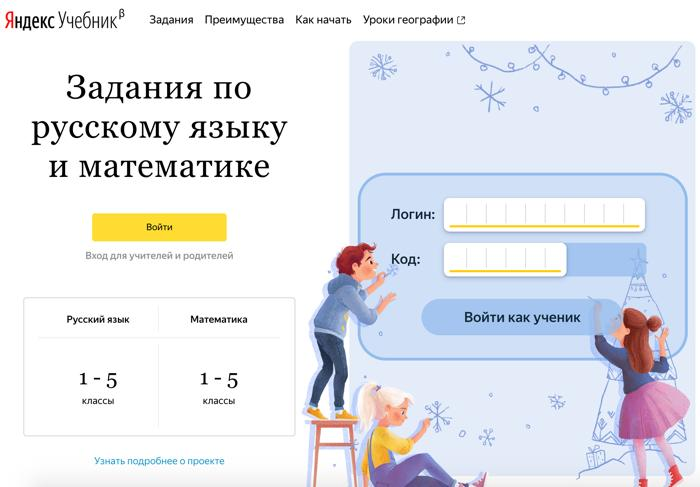 Яндекс Учебник β
Задания Преимущества Как начать Уроки географии
Задания по
русскому языку
и математике
Войти
Вход для учителей и родителей
Русский язык Математика
1 - 5 1 - 5
классы классы
Узнать подробнее о проекте
Логин:
Код:
Войти как ученик